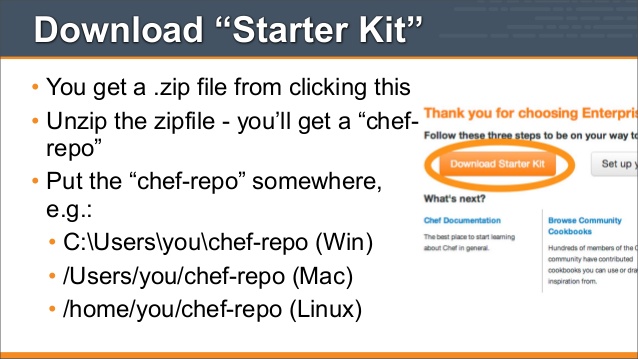 Download “Starter Kit”
• You get a .zip file from clicking this
• Unzip the zipfile - you’ll get a “chef-
repo”
• Put the “chef-repo” somewhere,
e.g.:
• C:\Users\you\chef-repo (Win)
• /Users/you/chef-repo (Mac)
• /home/you/chef-repo (Linux)
Thank you for choosing Enterpris
Follow these three steps to be on your way to
Download Starter Kit
Set up y
What's next?
Chef Documentation
The best place to start learning
about Chef in general.
Browse Community
Cookbooks
Hundreds of members of the C
community have contributed
cookbooks you can use or dra
inspiration from.